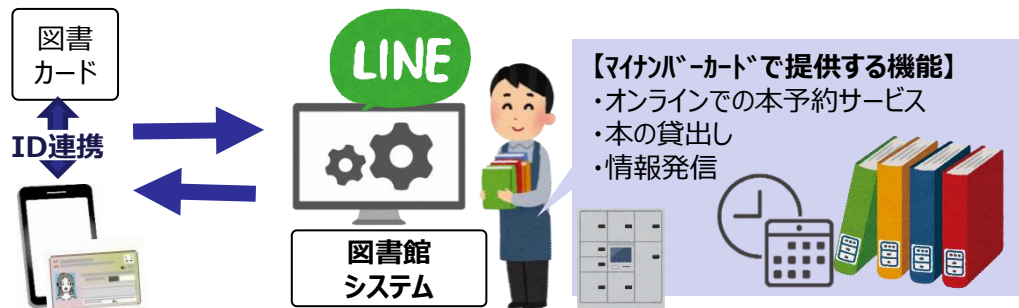 図書
カード
ID連携
LINE
図書館
システム
【ﾏｲﾅﾝﾊﾞｰｶｰﾄﾞで提供する機能】
・オンラインでの本予約サービス
・本の貸出し
・情報発信